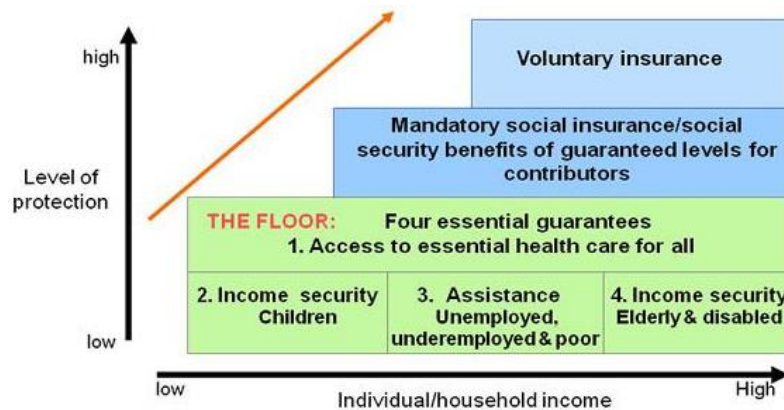 high
Voluntary insurance
Mandatory social insurance/social
security benefits of guaranteed levels for
contributors
Level of
protection
THE FLOOR: Four essential guarantees
1. Access to essential health care for all
2. Income security
Children
3. Assistance
Unemployed,
underemployed & poor
4. Income security
Elderly & disabled
low
low
Individual/household income
High